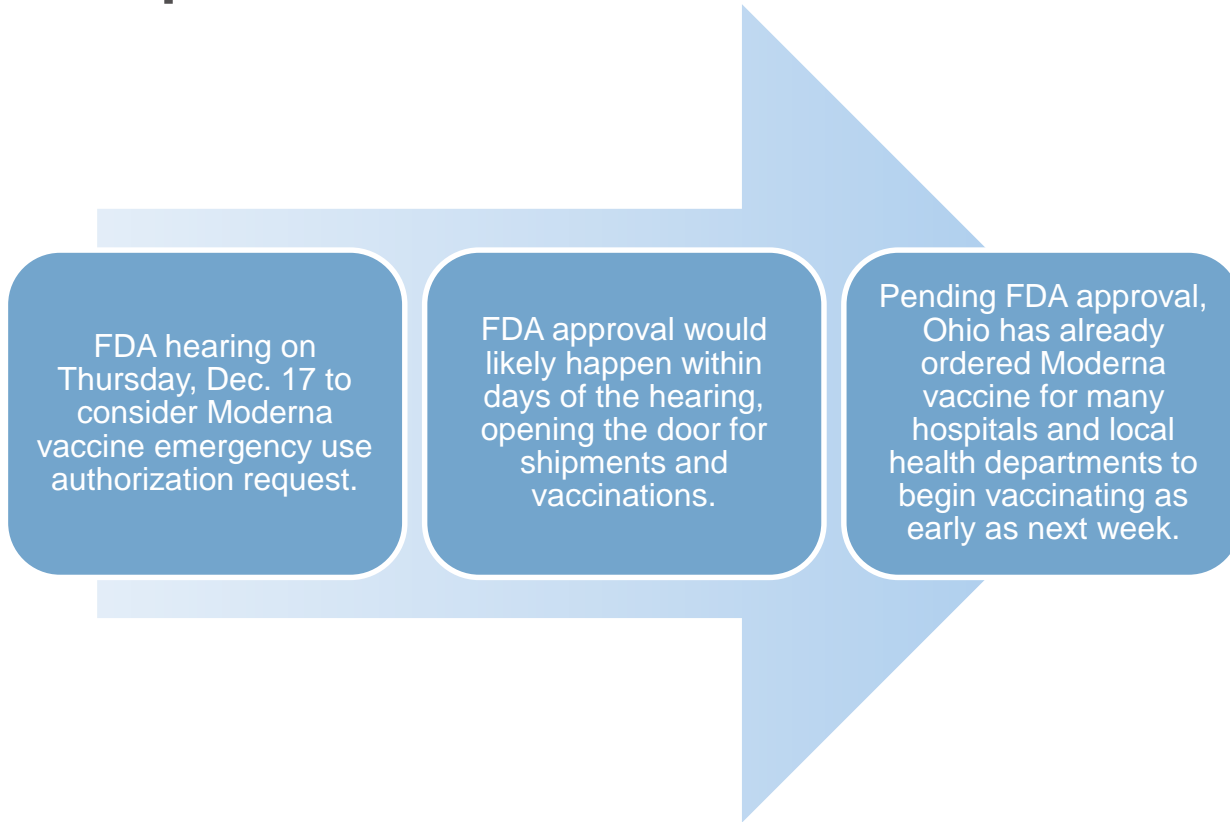 FDA hearing on
Thursday, Dec. 17 to
consider Moderna
vaccine emergency use
authorization request.
FDA approval would
likely happen within
days of the hearing,
opening the door for
shipments and
vaccinations.
Pending FDA approval,
Ohio has already
ordered Moderna
vaccine for many
hospitals and local
health departments to
begin vaccinating as
early as next week.